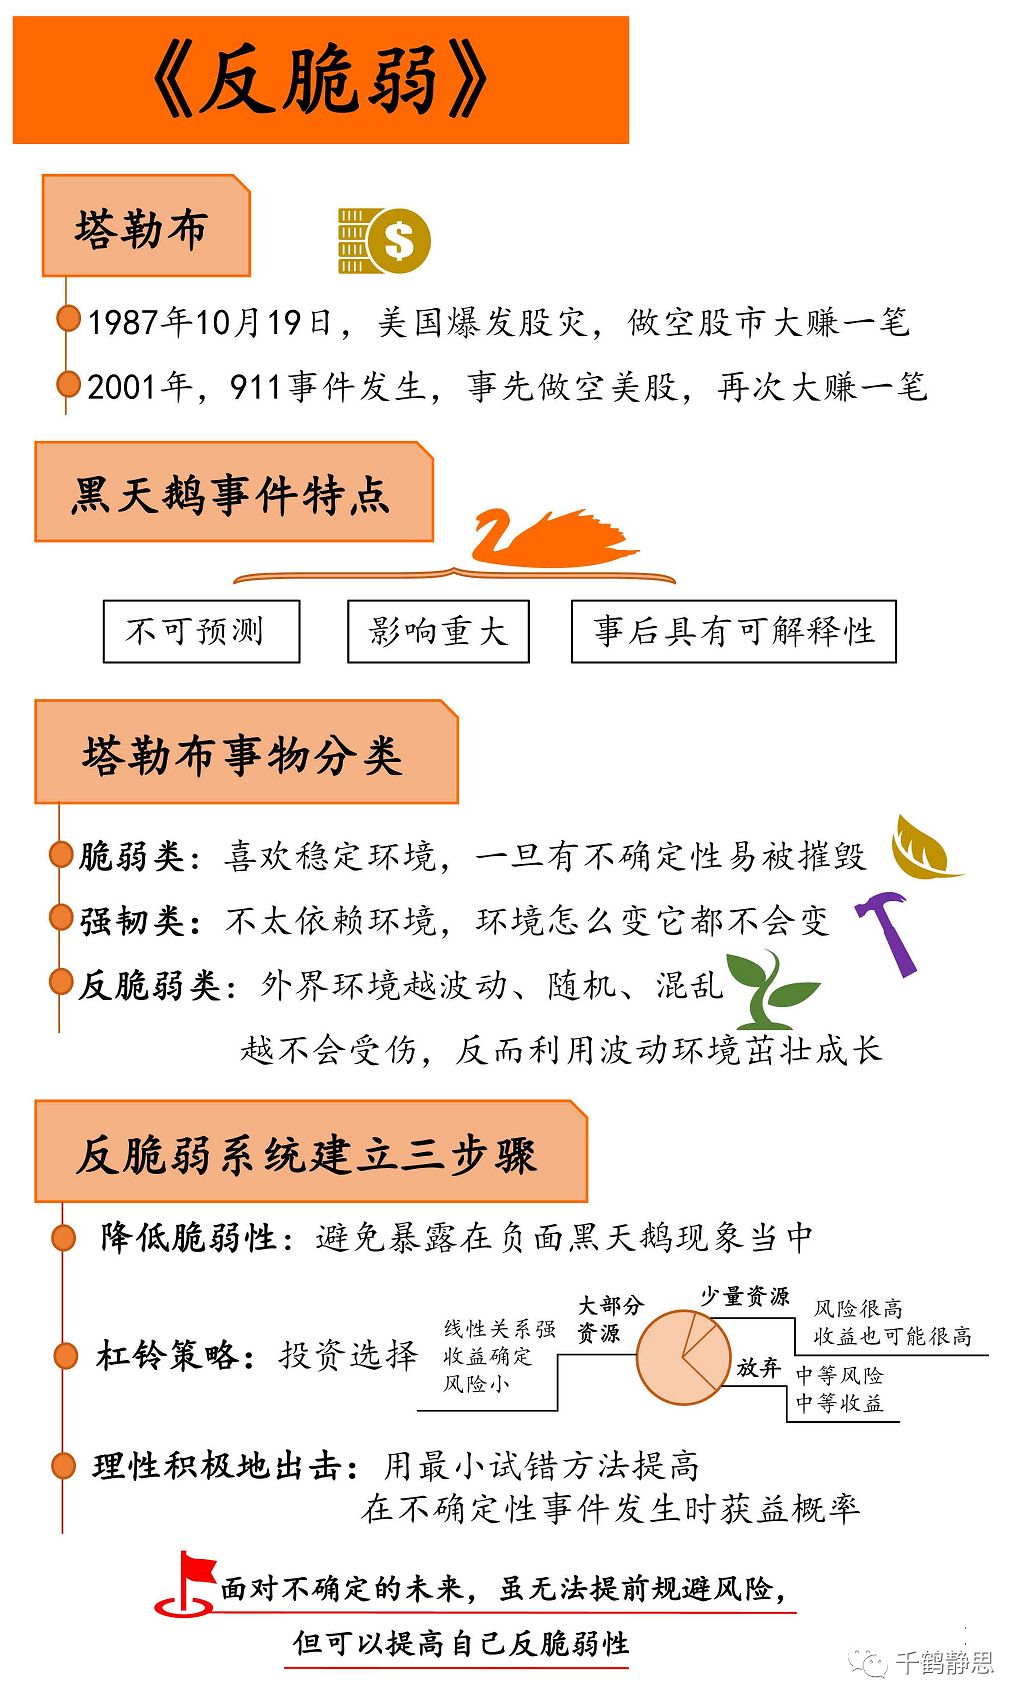 《反脆弱》
塔勒布
$
1987年10月19日，美国爆发股灾，做空股市大赚一笔
2001年，911事件发生，事先做空美股，再次大赚一笔
黑天鹅事件特点
不可预测
影响重大
事后具有可解释性
塔勒布事物分类
脆弱类：喜欢稳定环境，一旦有不确定性易被摧毁
强韧类：不太依赖环境，环境怎么变它都不会变
反脆弱类：外界环境越波动、随机、混乱
越不会受伤，反而利用波动环境茁壮成长
反脆弱系统建立三步骤
降低脆弱性：避免暴露在负面黑天鹅现象当中
杠铃策略：投资选择
线性关系强
收益确定
风险小
大部分
资源
少量资源
风险很高
收益也可能很高
放弃
中等风险
中等收益
理性积极地出击：用最小试错方法提高
在不确定性事件发生时获益概率
面对不确定的未来，虽无法提前规避风险，
但可以提高自己反脆弱性
千鹤静思